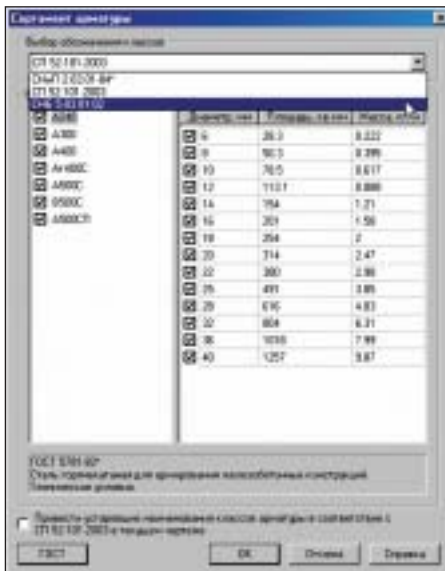 Сортамент арматуры
Выбор обозначения классов
СП 52-101-2003
СНиП 2.03.01-84*
СП 52-101-2003
СНБ 5.03.01-02
Диаметр, мм Площадь, кв.мм Масса, кг/м
A240
A300
A400
Ат400С
A500C
B500C
A500СП
6 28.3 0.222
8 50.3 0.395
10 78.5 0.617
12 113.1 0.888
14 154 1.21
16 201 1.58
18 254 2
20 314 2.47
22 380 2.98
25 491 3.85
28 616 4.83
32 804 6.31
36 1018 7.99
40 1257 9.87
ГОСТ 5781-82*
Сталь горячекатаная для армирования железобетонных конструкций.
Технические условия.
Привести устаревшие наименования классов арматуры в соответствие с
СП 52-101-2003 в текущем чертеже
ГОСТ OK Отмена Справка